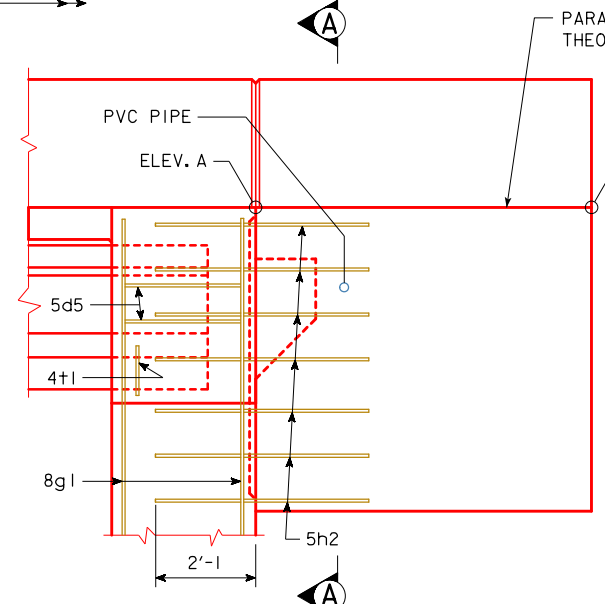 A
PARA
THEO
PVC PIPE
ELEV. A
5d5
4t1
8g1
5h2
2'-1
A